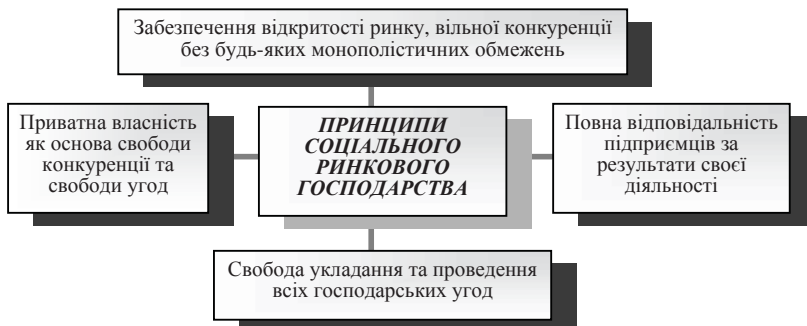 Забезпечення відкритості ринку, вільної конкуренції
без будь-яких монополістичних обмежень
Приватна власність
як основа свободи
конкуренції та
свободи угод
ПРИНЦИПИ
СОЦІАЛЬНОГО
РИНКОВОГО
ГОСПОДАРСТВА
Повна відповідальність
підприємців за
результати своєї
діяльності
Свобода укладання та проведення
всіх господарських угод